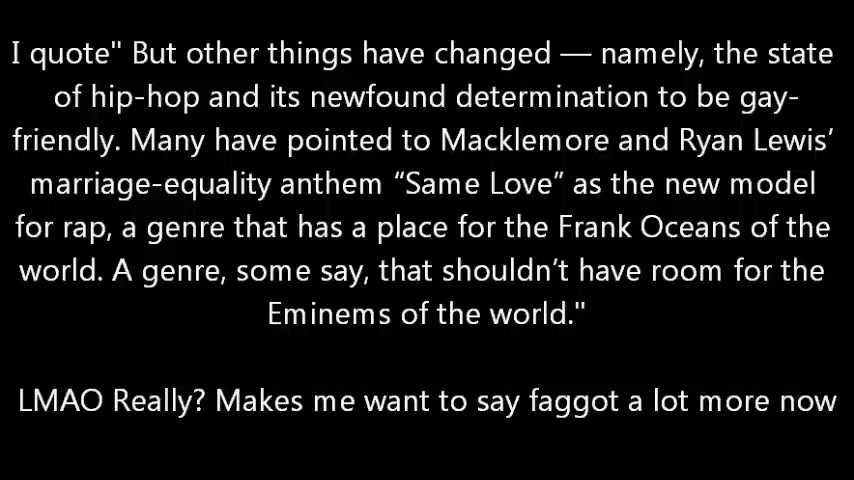 I quote" But other things have changed — namely, the state
of hip-hop and its newfound determination to be gay-
friendly. Many have pointed to Macklemore and Ryan Lewis’
marriage-equality anthem “Same Love” as the new model
for rap, a genre that has a place for the Frank Oceans of the
world. A genre, some say, that shouldn’t have room for the
Eminems of the world."
LMAO Really? Makes me want to say faggot a lot more now